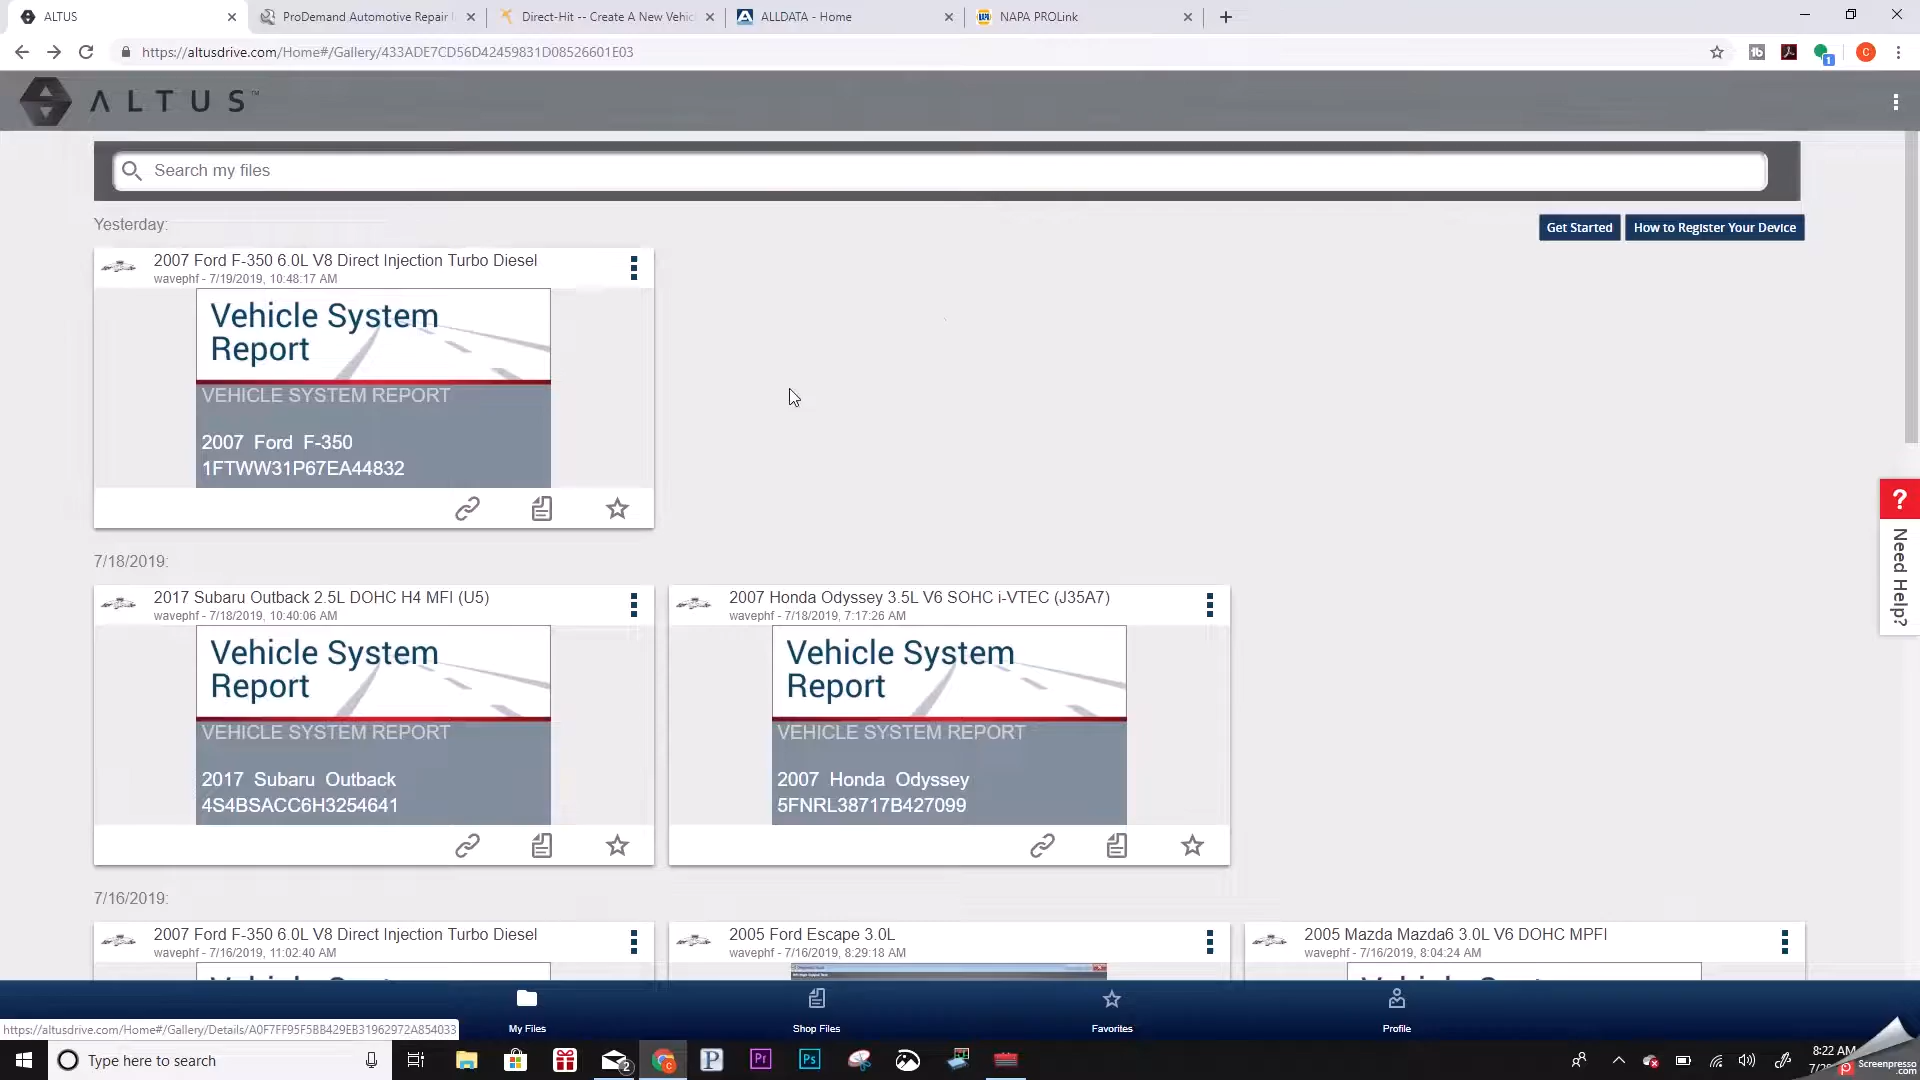 ALTUS
ProDemand Automotive Repair
Direct-Hit -- Create A New Vehic
ALLDATA - Home
NAPA PROLink
https://altusdrive.com/Home#/Gallery/433ADE7CD56D42459831D08526601E03
C
ALTUS™
Search my files
Yesterday:
Get Started
How to Register Your Device
2007 Ford F-350 6.0L V8 Direct Injection Turbo Diesel
wavephf - 7/19/2019, 10:48:17 AM
Vehicle System
Report
VEHICLE SYSTEM REPORT
2007 Ford F-350
1FTWW31P67EA44832
?
Need Help?
7/18/2019:
2017 Subaru Outback 2.5L DOHC H4 MFI (U5)
wavephf - 7/18/2019, 10:40:06 AM
Vehicle System
Report
VEHICLE SYSTEM REPORT
2017 Subaru Outback
4S4BSACC6H3254641
2007 Honda Odyssey 3.5L V6 SOHC i-VTEC (J35A7)
wavephf - 7/18/2019, 7:17:26 AM
Vehicle System
Report
VEHICLE SYSTEM REPORT
2007 Honda Odyssey
5FNRL38717B427099
7/16/2019:
2007 Ford F-350 6.0L V8 Direct Injection Turbo Diesel
wavephf - 7/16/2019, 11:02:40 AM
2005 Ford Escape 3.0L
wavephf - 7/16/2019, 8:29:18 AM
2005 Mazda Mazda6 3.0L V6 DOHC MPFI
wavephf - 7/16/2019, 8:04:24 AM
https://altusdrive.com/Home#/Gallery/Details/A0F7FF95F5BB429EB31962972A854033
My Files
Shop Files
Favorites
Profile
Type here to search
2
C
P
Pr
Ps
8:22 AM
Screenpresso
.com